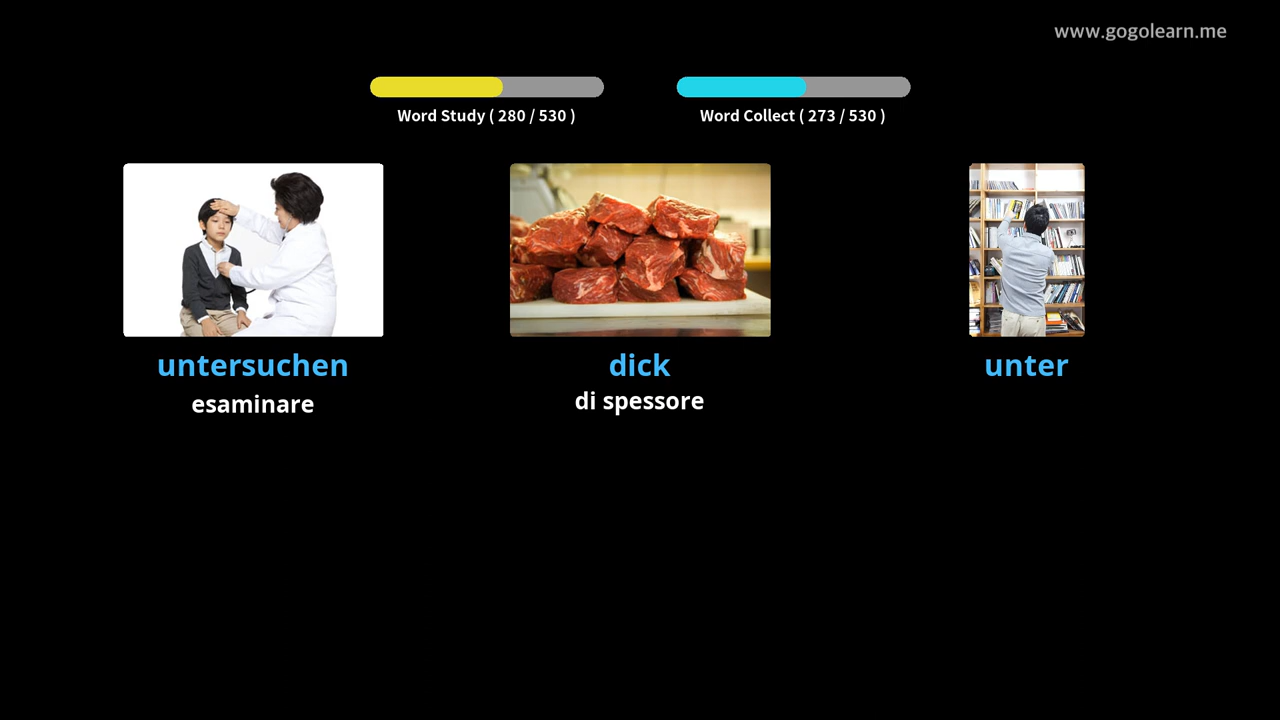 www.gogolearn.me
Word Study ( 280 / 530 )
Word Collect ( 273 / 530 )
untersuchen
esaminare
dick
di spessore
unter